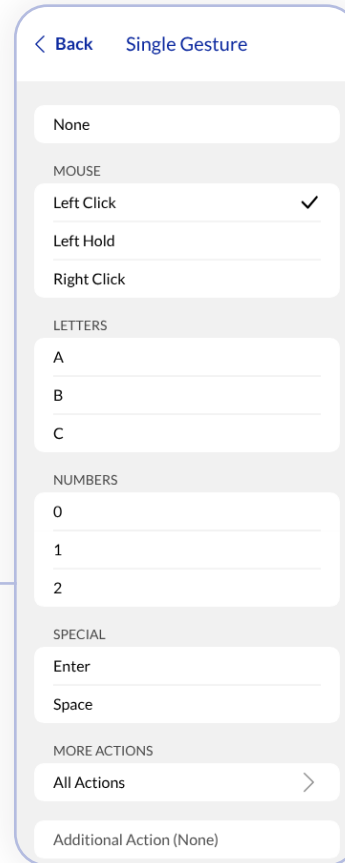 Back Single Gesture
None
MOUSE
Left Click
Left Hold
Right Click
LETTERS
A
B
C
NUMBERS
0
1
2
SPECIAL
Enter
Space
MORE ACTIONS
All Actions
Additional Action (None)